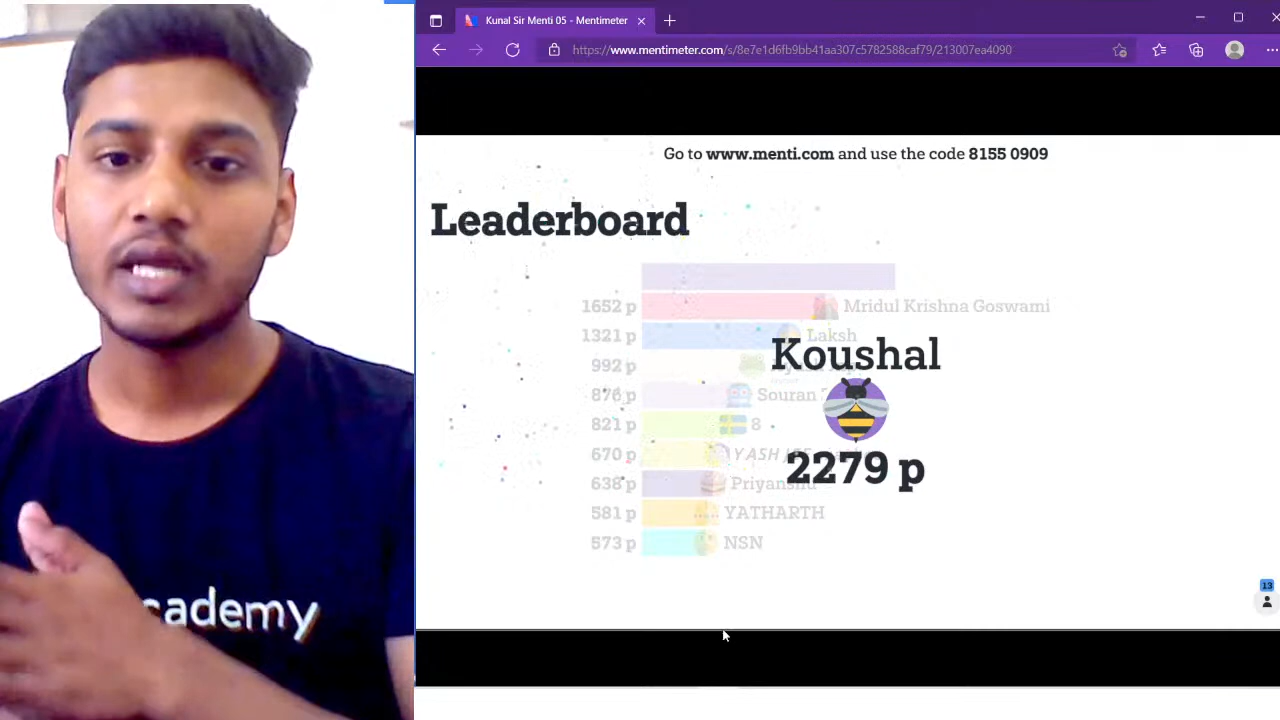 Kunal Sir Menti 05 - Mentimeter
https://www.mentimeter.com/s/8e7e1d6fb9bb41aa307c5782588caf79/213007ea4090
Go to www.menti.com and use the code 8155 0909
Leaderboard
1652 p Mridul Krishna Goswami
1321 p Laksh
Koushal
992 p
876 p Souran
821 p 8
670 p YASH
2279 p
638 p Priyanshu
581 p YATHARTH
573 p NSN
13
cademy